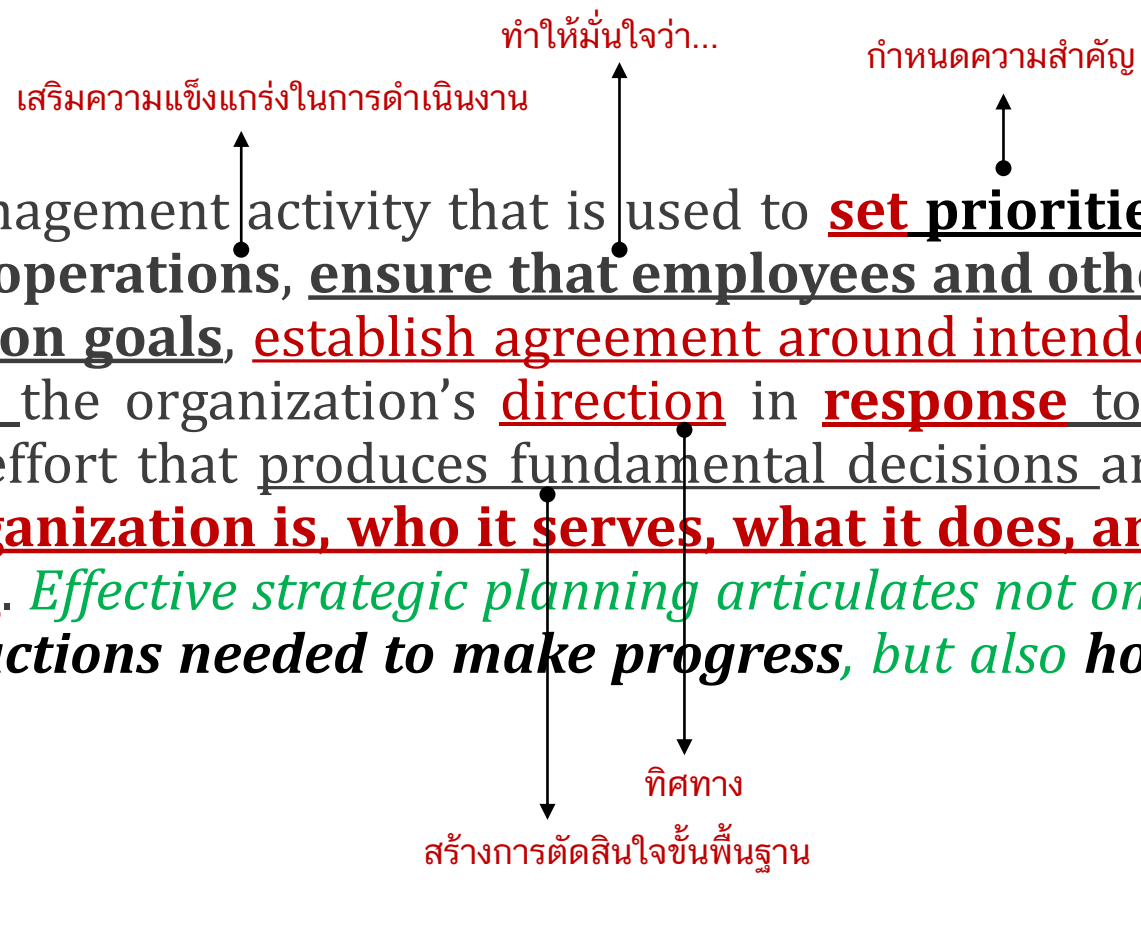 ทำให้มั่นใจว่า...
กำหนดความสำคัญ
เสริมความแข็งแกร่งในการดำเนินงาน
nagement activity that is used to set prioritie
operations, ensure that employees and othe
on goals, establish agreement around intende
the organization's direction in response to
effort that produces fundamental decisions an
ganization is, who it serves, what it does, an
. Effective strategic planning articulates not on
actions needed to make progress, but also ho
ทิศทาง
สร้างการตัดสินใจขั้นพื้นฐาน